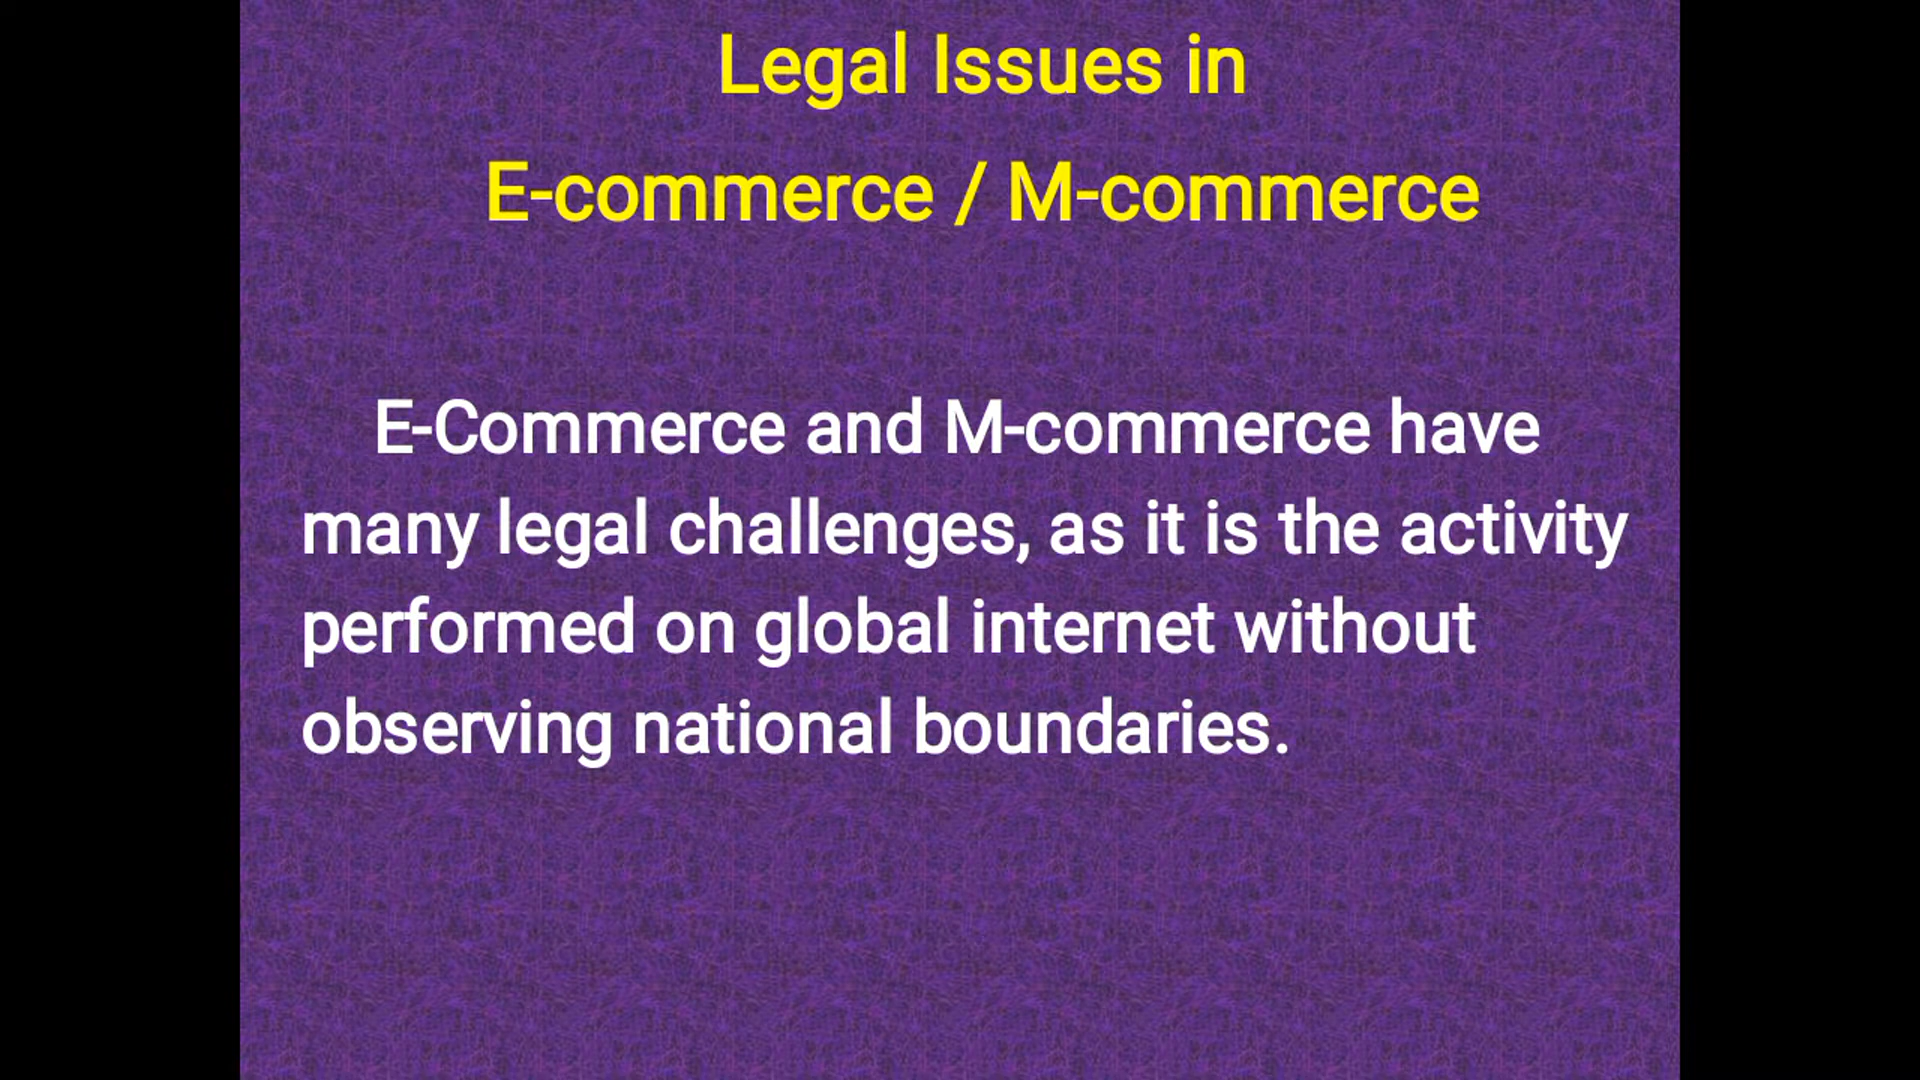 Legal Issues in
E-commerce / M-commerce
E-Commerce and M-commerce have
many legal challenges, as it is the activity
performed on global internet without
observing national boundaries.